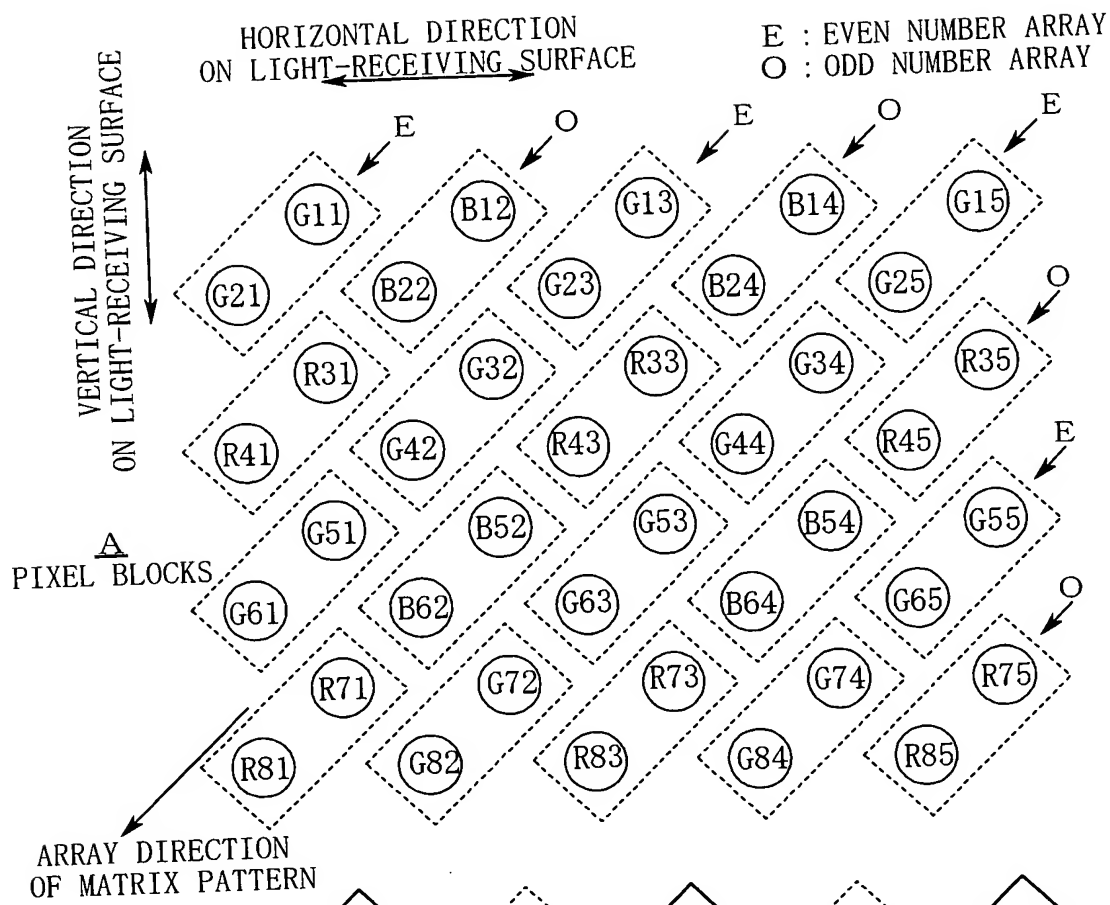 HORIZONTAL DIRECTION
ON LIGHT-RECEIVING SURFACE
E : EVEN NUMBER ARRAY
O : ODD NUMBER ARRAY
VERTICAL DIRECTION
ON LIGHT-RECEIVING SURFACE
E O E O E
G11 B12 G13 B14 G15
G21 B22 G23 B24 G25
O
R31 G32 R33 G34 R35
R41 G42 R43 G44 R45
E
G51 B52 G53 B54 G55
A
PIXEL BLOCKS
G61 B62 G63 B64 G65
O
R71 G72 R73 G74 R75
R81 G82 R83 G84 R85
ARRAY DIRECTION
OF MATRIX PATTERN